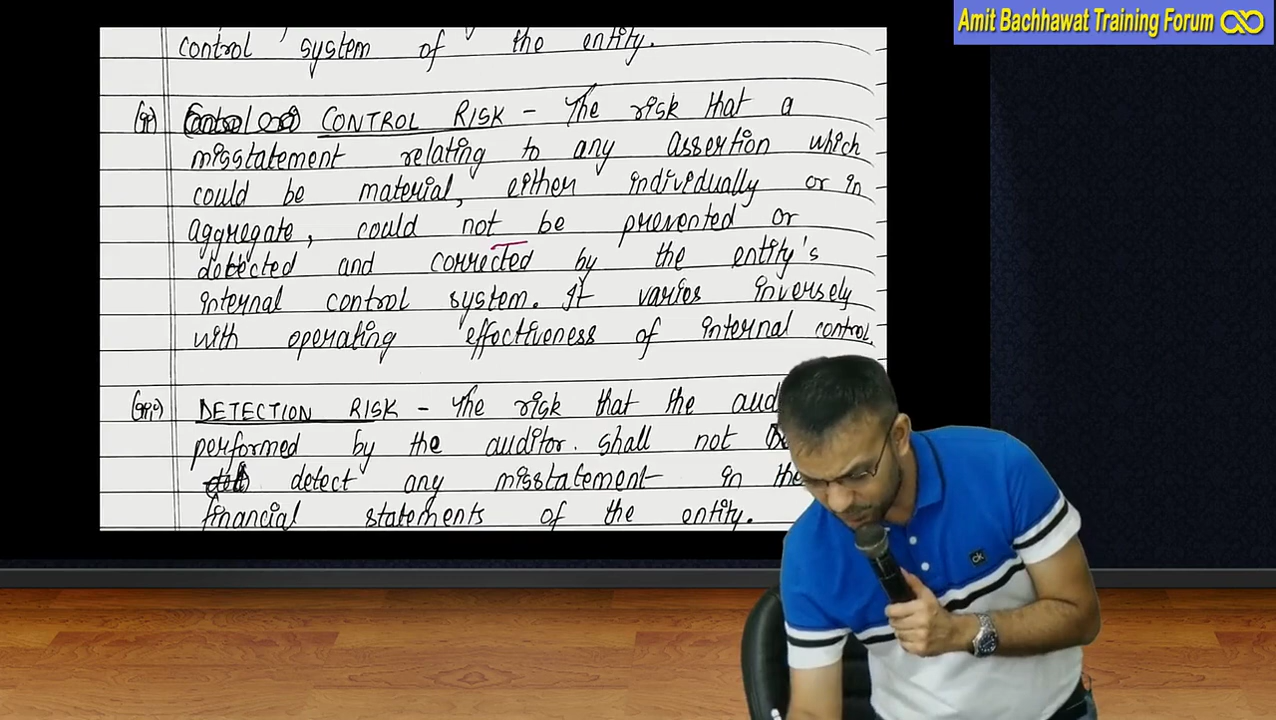 Amit Bachhawat Training Forum
control system of the entity.
(ii) CONTROL RISK - The risk that a
misstatement relating to any assertion which
could be material, either individually or in
aggregate, could not be prevented or
detected and corrected by the entity's
internal control system. It varies inversely
with operating effectiveness of internal control.
(iii) DETECTION RISK - The risk that the
performed by the auditor. shall not
detect any misstatement in the
financial statements of the entity.
CK